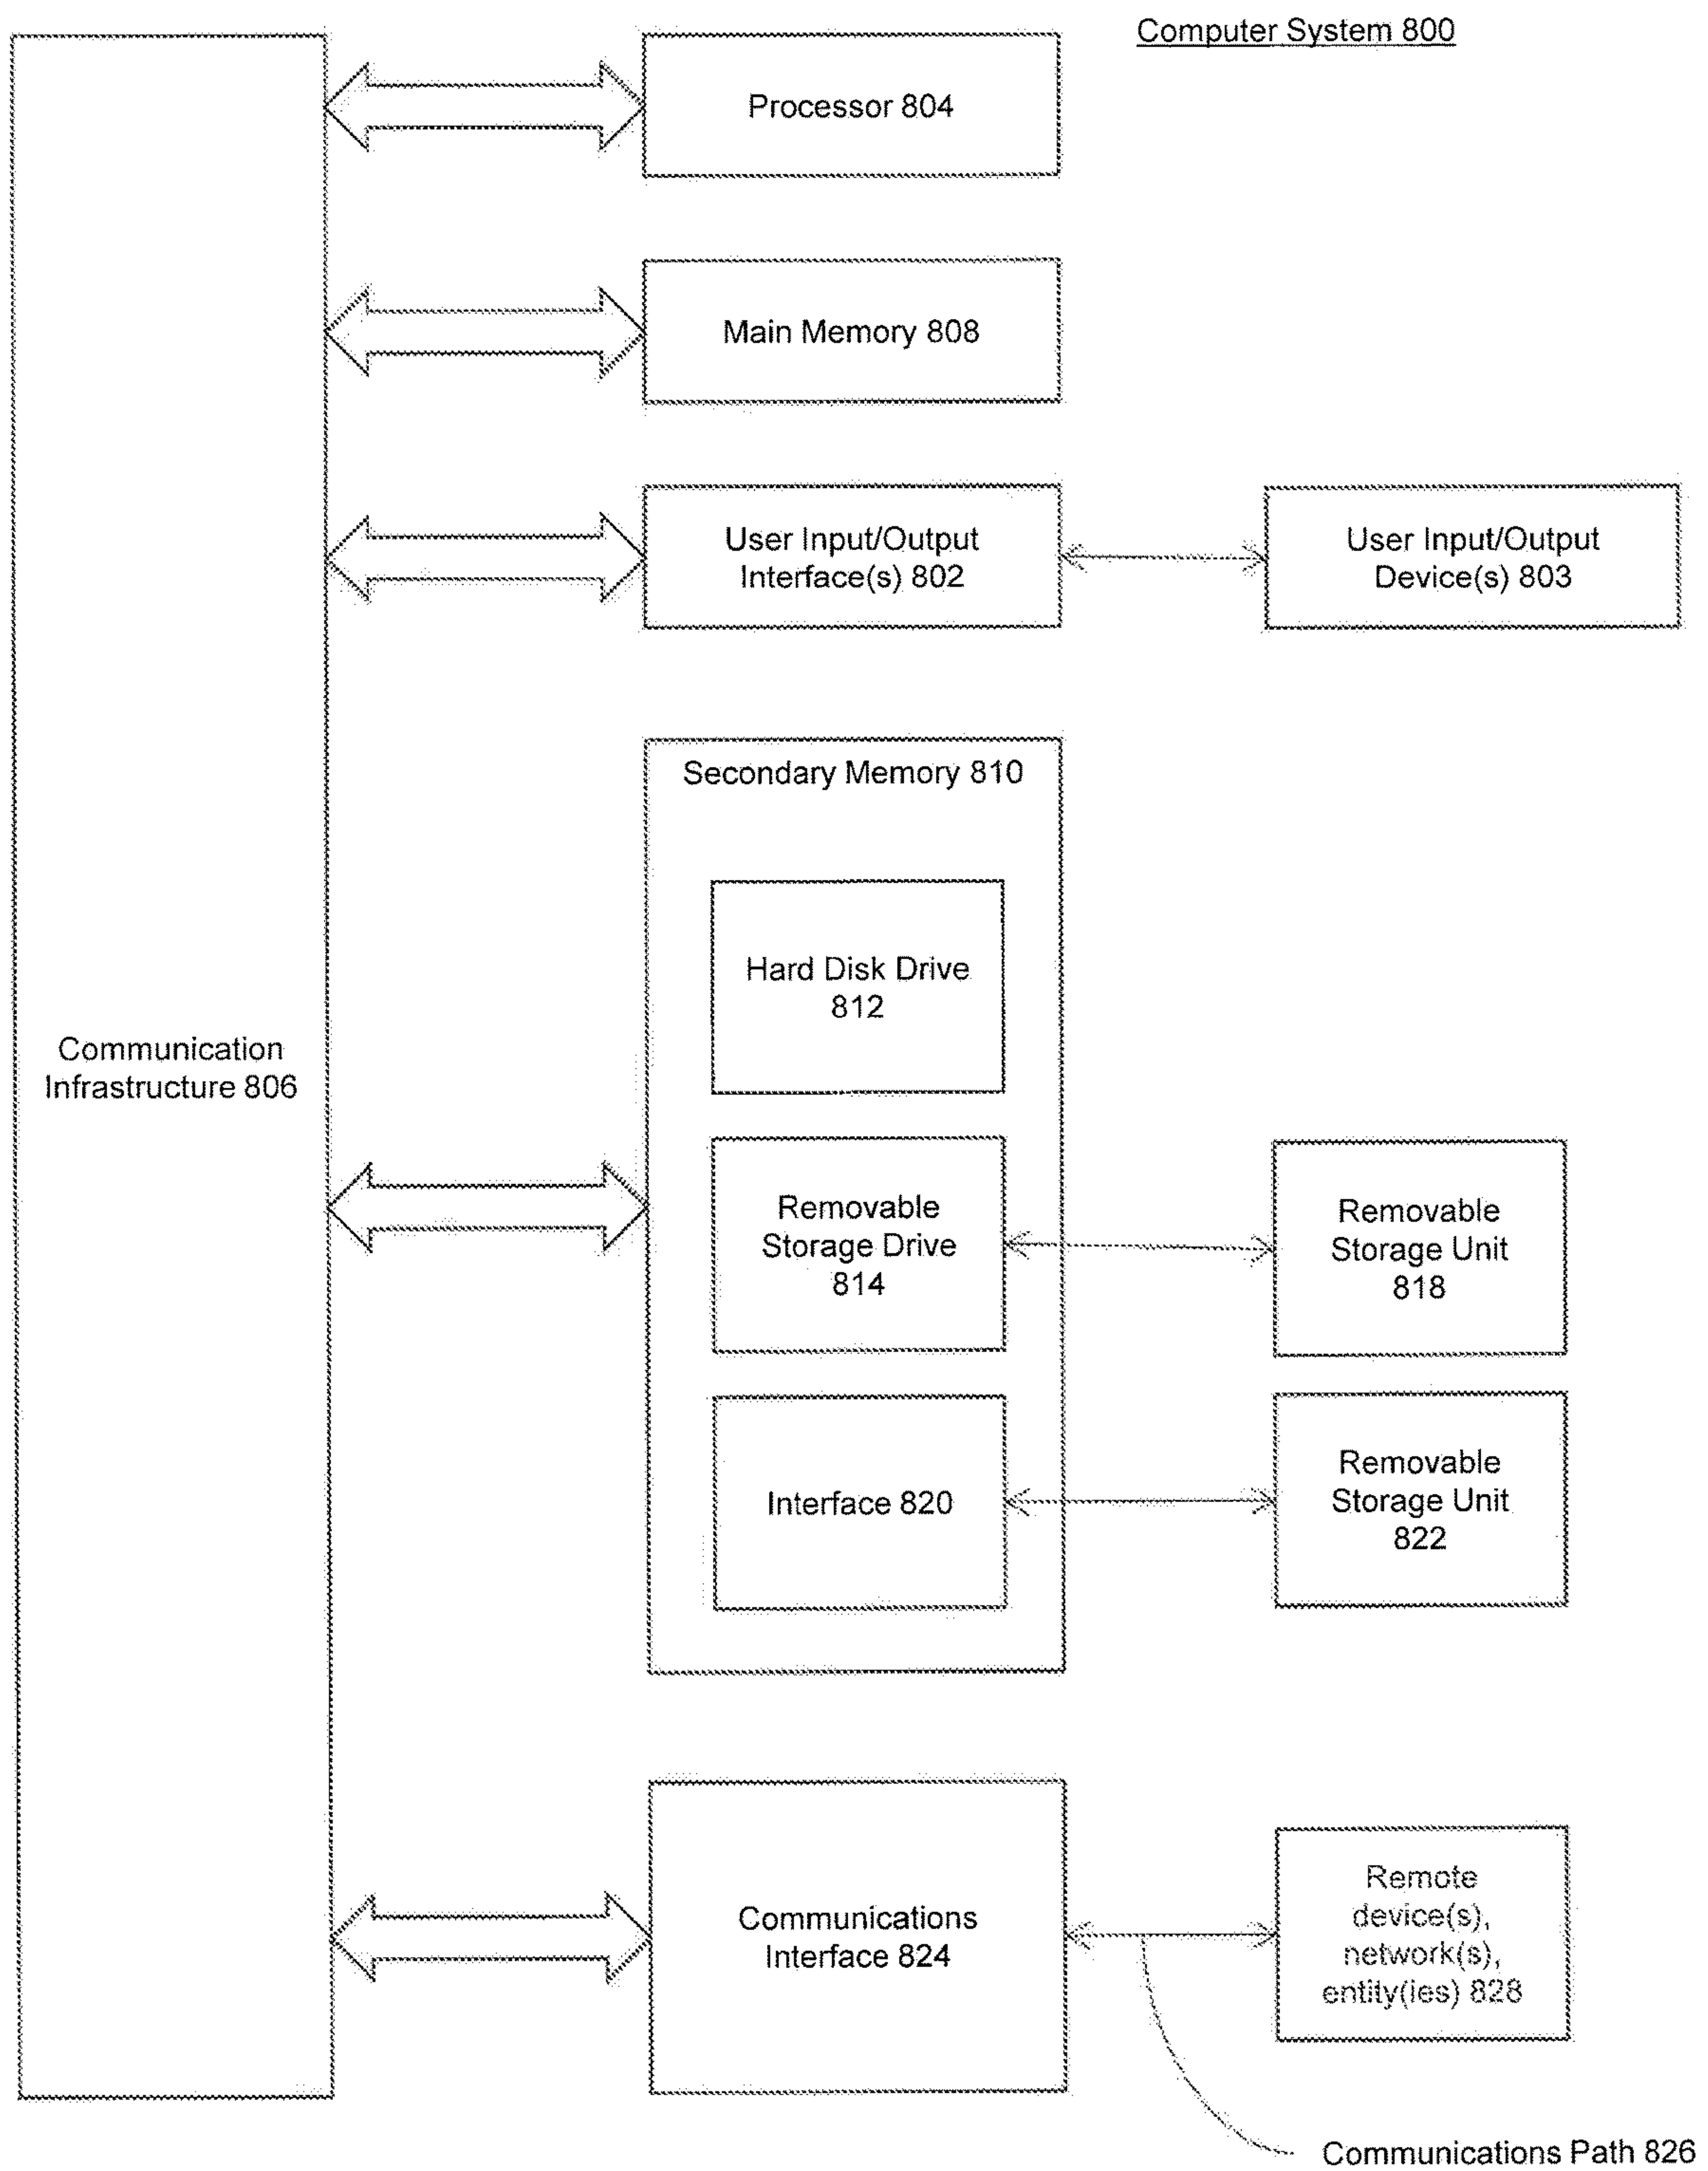 Computer System 800
Processor 804
Main Memory 808
User Input/Output
Interface(s) 802
User Input/Output
Device(s) 803
Secondary Memory 810
Hard Disk Drive
812
Communication
Infrastructure 806
Removable
Storage Drive
814
Removable
Storage Unit
818
Interface 820
Removable
Storage Unit
822
Communications
Interface 824
Remote
device(s),
network(s),
entity(ies) 828
Communications Path 826